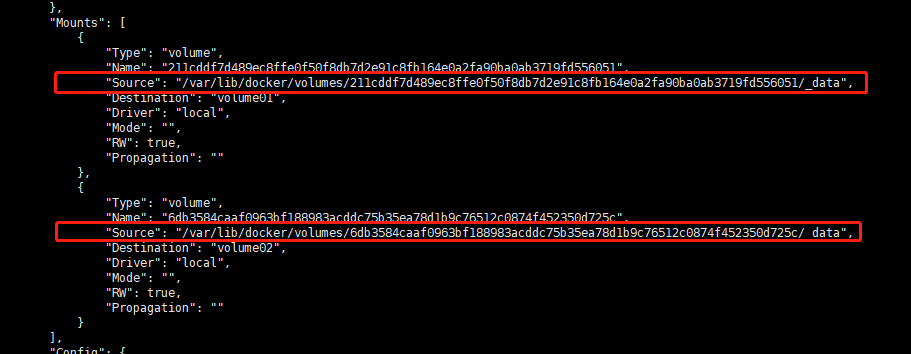 },
"Mounts": [
{
"Type": "volume",
"Name": "211cddf7d489ec8ffe0f50f8db7d2e91c8fb164e0a2fa90ba0ab3719fd556051",
"Source": "/var/lib/docker/volumes/211cddf7d489ec8ffe0f50f8db7d2e91c8fb164e0a2fa90ba0ab3719fd556051/_data",
"Destination": "volume01",
"Driver": "local",
"Mode": "",
"RW": true,
"Propagation": ""
},
{
"Type": "volume",
"Name": "6db3584caaf0963bf188983acddc75b35ea78d1b9c76512c0874f452350d725c",
"Source": "/var/lib/docker/volumes/6db3584caaf0963bf188983acddc75b35ea78d1b9c76512c0874f452350d725c/_data",
"Destination": "volume02",
"Driver": "local",
"Mode": "",
"RW": true,
"Propagation": ""
}
],
"Config": {